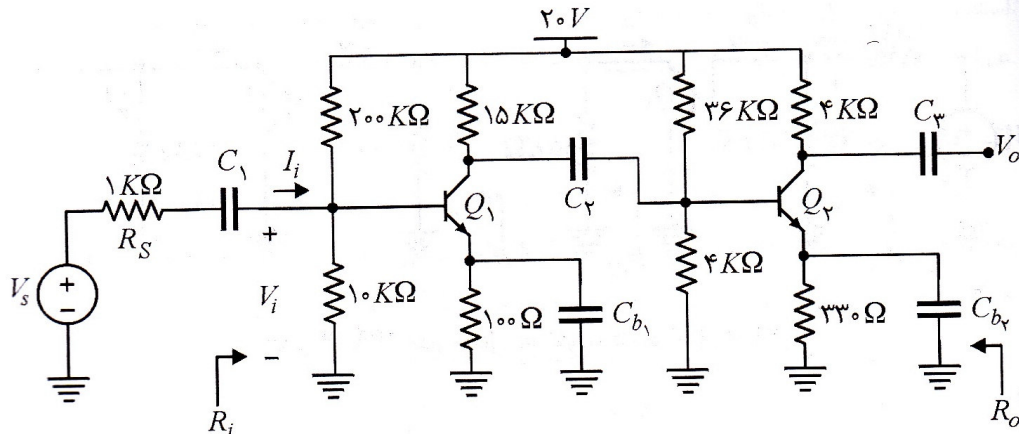 ۲۰V
۲۰۰KΩ
۱۵KΩ
۳۶KΩ
۴KΩ
C۳
Vo
C۱
Ii
۱KΩ
RS
Q۱
C۲
Q۲
+
Vs
+
−
Vi
−
۱۰KΩ
۱۰۰Ω
Cb۱
۴KΩ
۳۳۰Ω
Cb۲
Ri
Ro